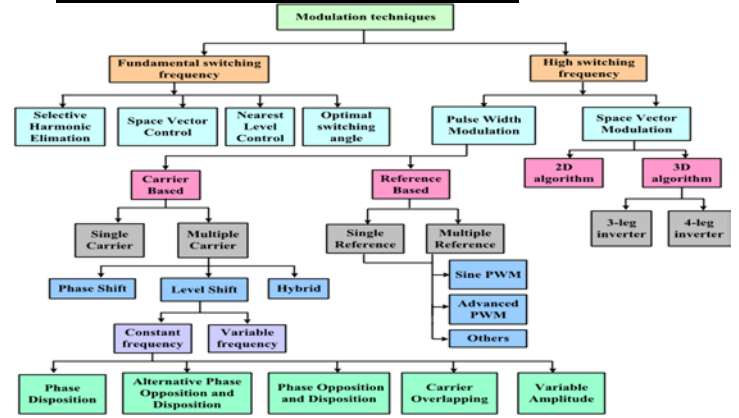 Modulation techniques
Fundamental switching
frequency
High switching
frequency
Selective
Harmonic
Elimation
Space Vector
Control
Nearest
Level
Control
Optimal
switching
angle
Pulse Width
Modulation
Space Vector
Modulation
Carrier
Based
Reference
Based
2D
algorithm
3D
algorithm
Single
Carrier
Multiple
Carrier
Single
Reference
Multiple
Reference
3-leg
inverter
4-leg
inverter
Phase Shift
Level Shift
Hybrid
Sine PWM
Advanced
PWM
Others
Constant
frequency
Variable
frequency
Phase
Disposition
Alternative Phase
Opposition and
Disposition
Phase Opposition
and Disposition
Carrier
Overlapping
Variable
Amplitude